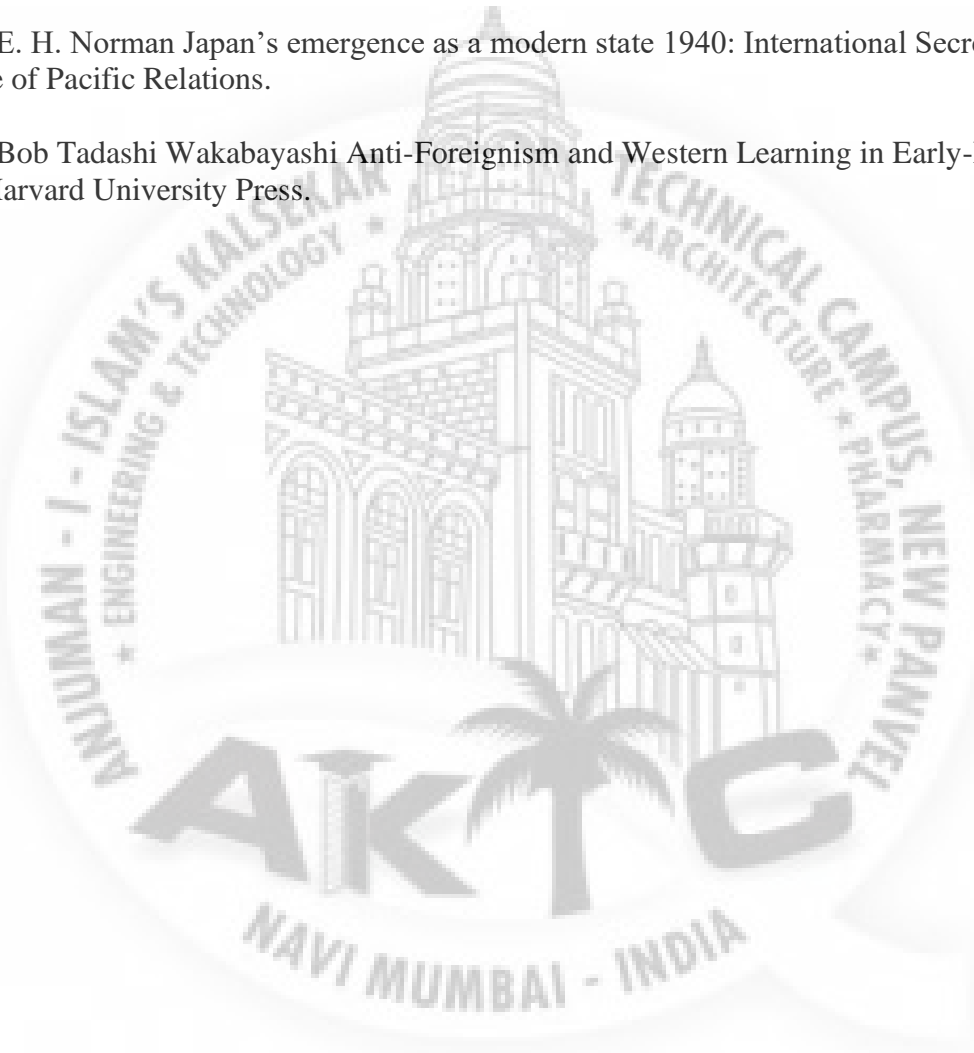 E. H. Norman Japan’s emergence as a modern state 1940: International Secre
e of Pacific Relations.
Bob Tadashi Wakabayashi Anti-Foreignism and Western Learning in Early-
Harvard University Press.
ANJUMAN - I - ISLAM'S KALSEKAR TECHNICAL CAMPUS, NEW PANVEL
* ENGINEERING & TECHNOLOGY * *ARCHITECTURE * PHARMACY*
AKTC
NAVI MUMBAI - INDIA